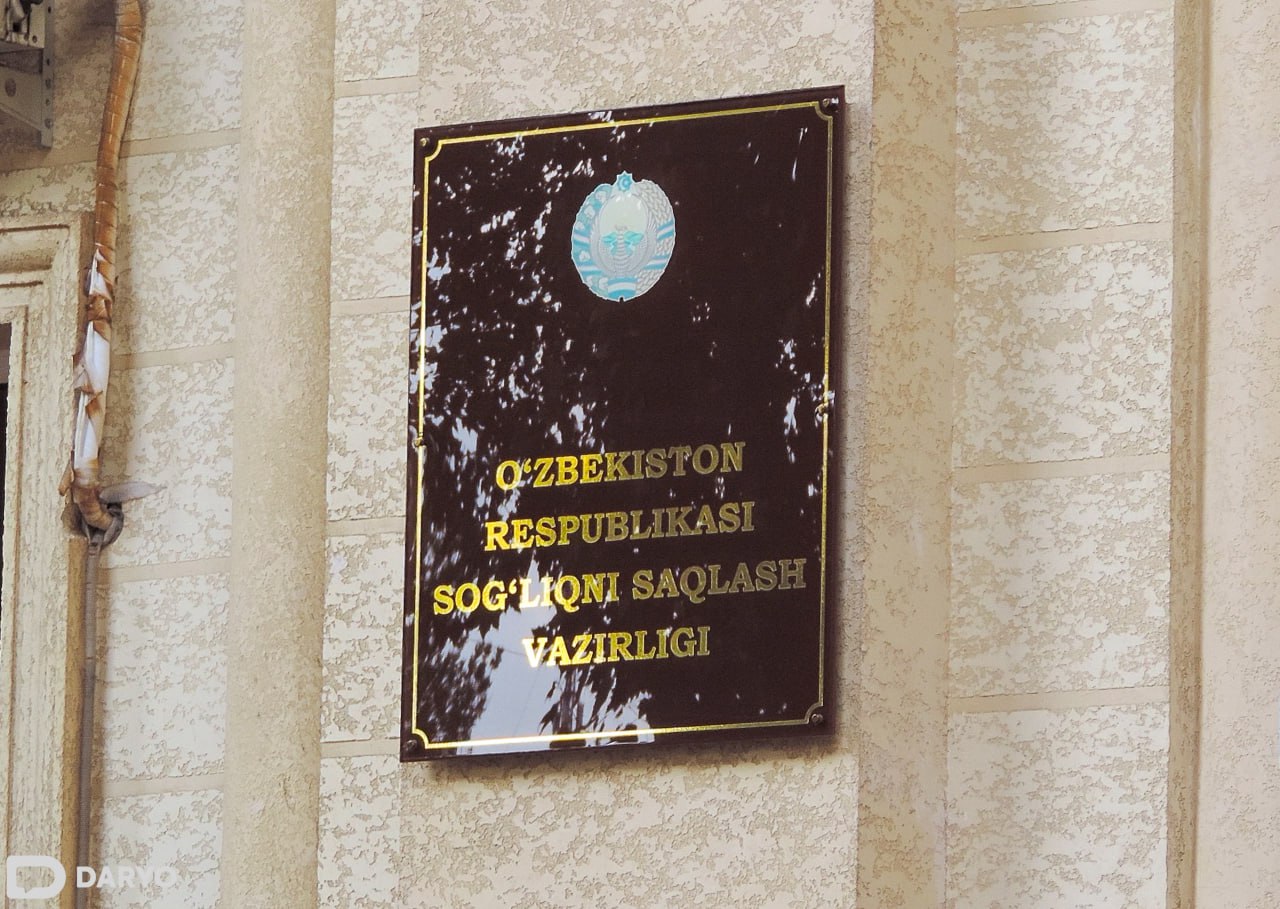 O‘ZBEKISTON
RESPUBLIKASI
SOG‘LIQNI SAQLASH
VAZIRLIGI
DARYO